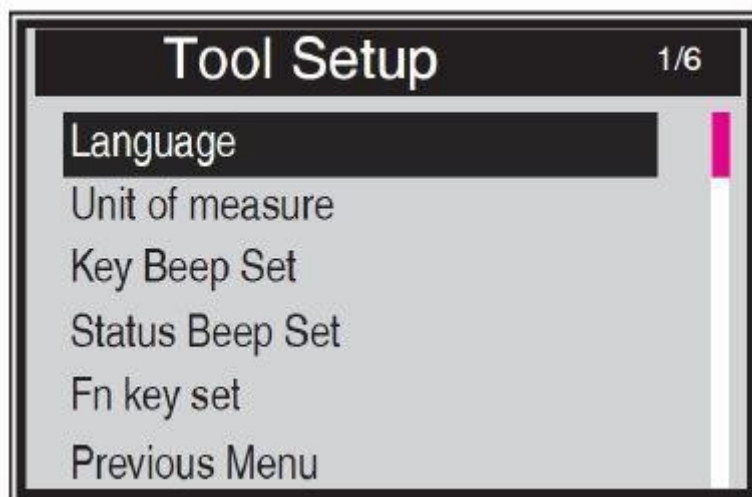 Tool Setup 1/6
Language
Unit of measure
Key Beep Set
Status Beep Set
Fn key set
Previous Menu